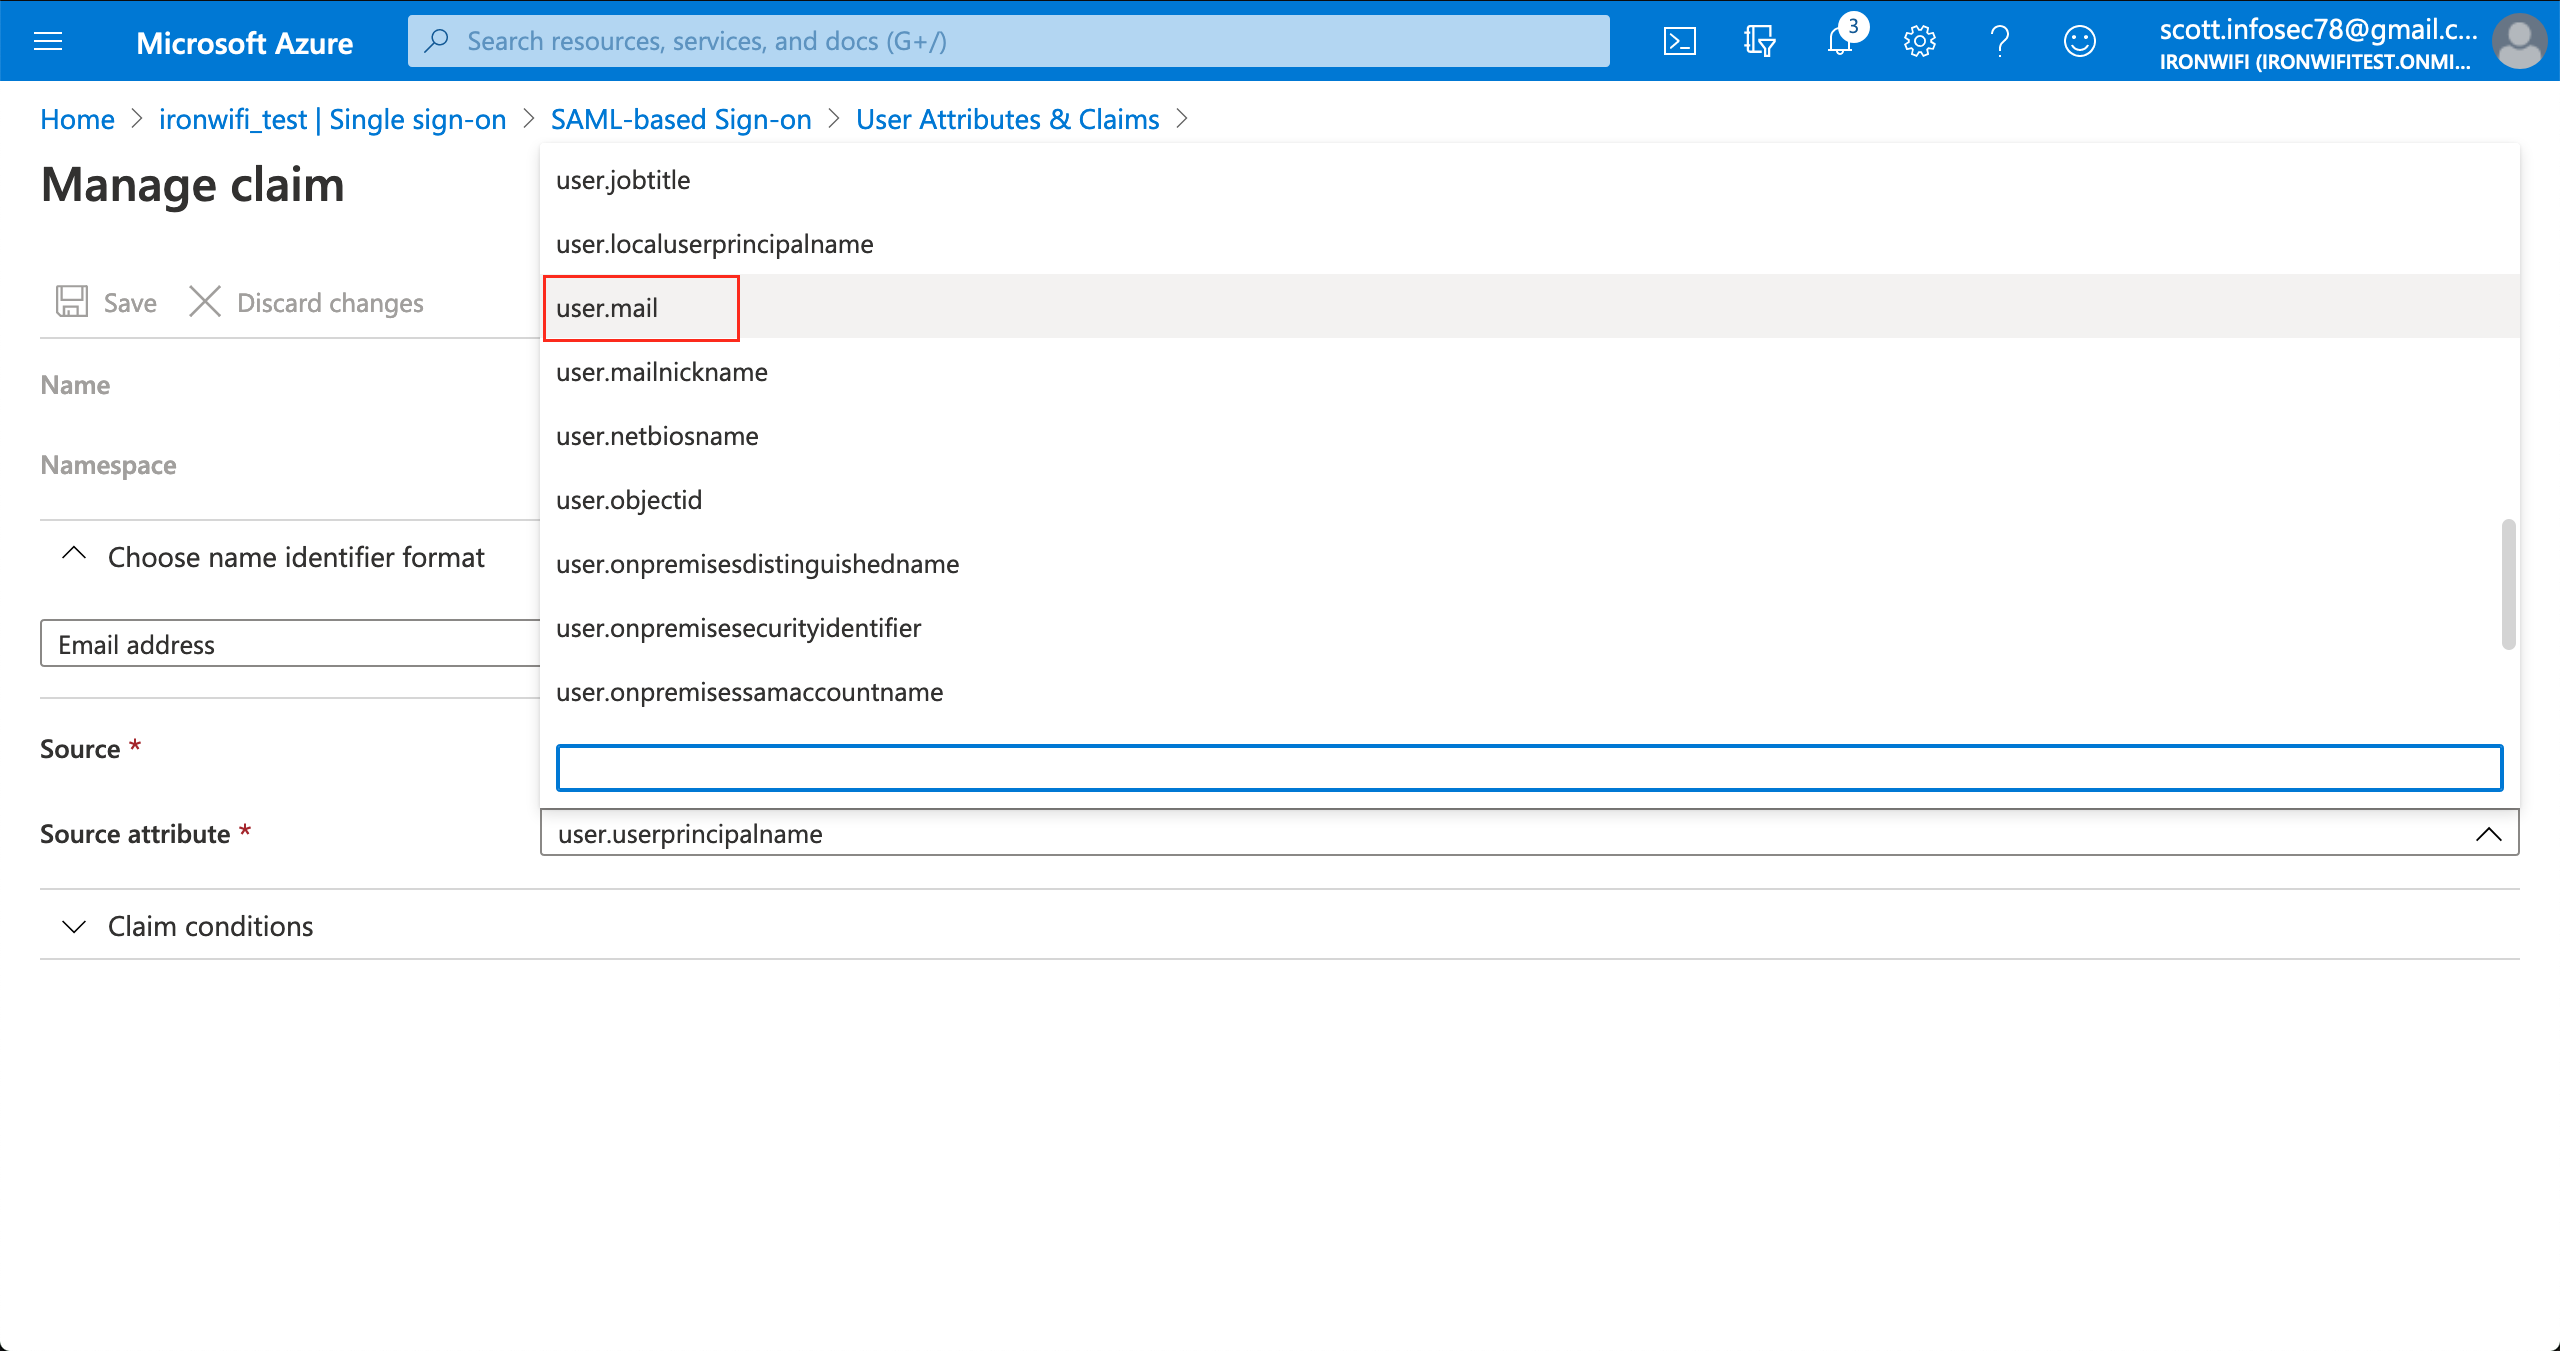 Microsoft Azure
Search resources, services, and docs (G+/)
3
scott.infosec78@gmail.c...
IRONWIFI (IRONWIFITEST.ONMI...
Home > ironwifi_test | Single sign-on > SAML-based Sign-on > User Attributes & Claims >
Manage claim
Save
Discard changes
Name
Namespace
Choose name identifier format
Email address
Source *
user.jobtitle
user.localuserprincipalname
user.mail
user.mailnickname
user.netbiosname
user.objectid
user.onpremisesdistinguishedname
user.onpremisesecurityidentifier
user.onpremisessamaccountname
Source attribute *
user.userprincipalname
Claim conditions